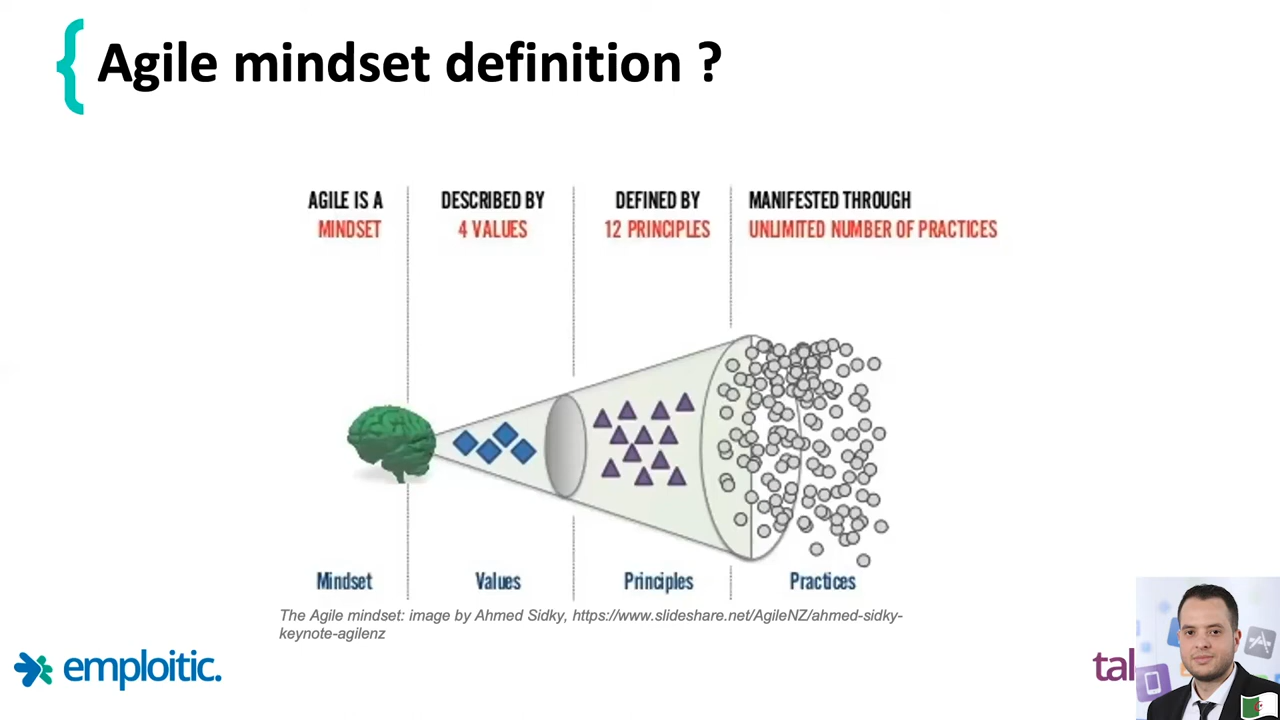 Agile mindset definition ?
AGILE IS A
MINDSET
DESCRIBED BY
4 VALUES
DEFINED BY
12 PRINCIPLES
MANIFESTED THROUGH
UNLIMITED NUMBER OF PRACTICES
Mindset
Values
Principles
Practices
The Agile mindset: image by Ahmed Sidky, https://www.slideshare.net/AgileNZ/ahmed-sidky-
keynote-agilenz
emploitic.